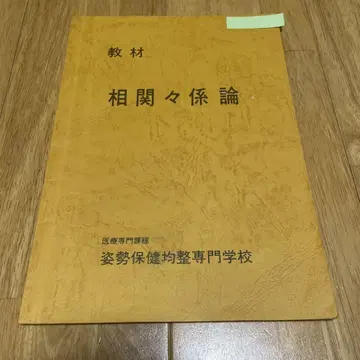 教材
相関々係論
医療専門課程
姿勢保健均整専門学校